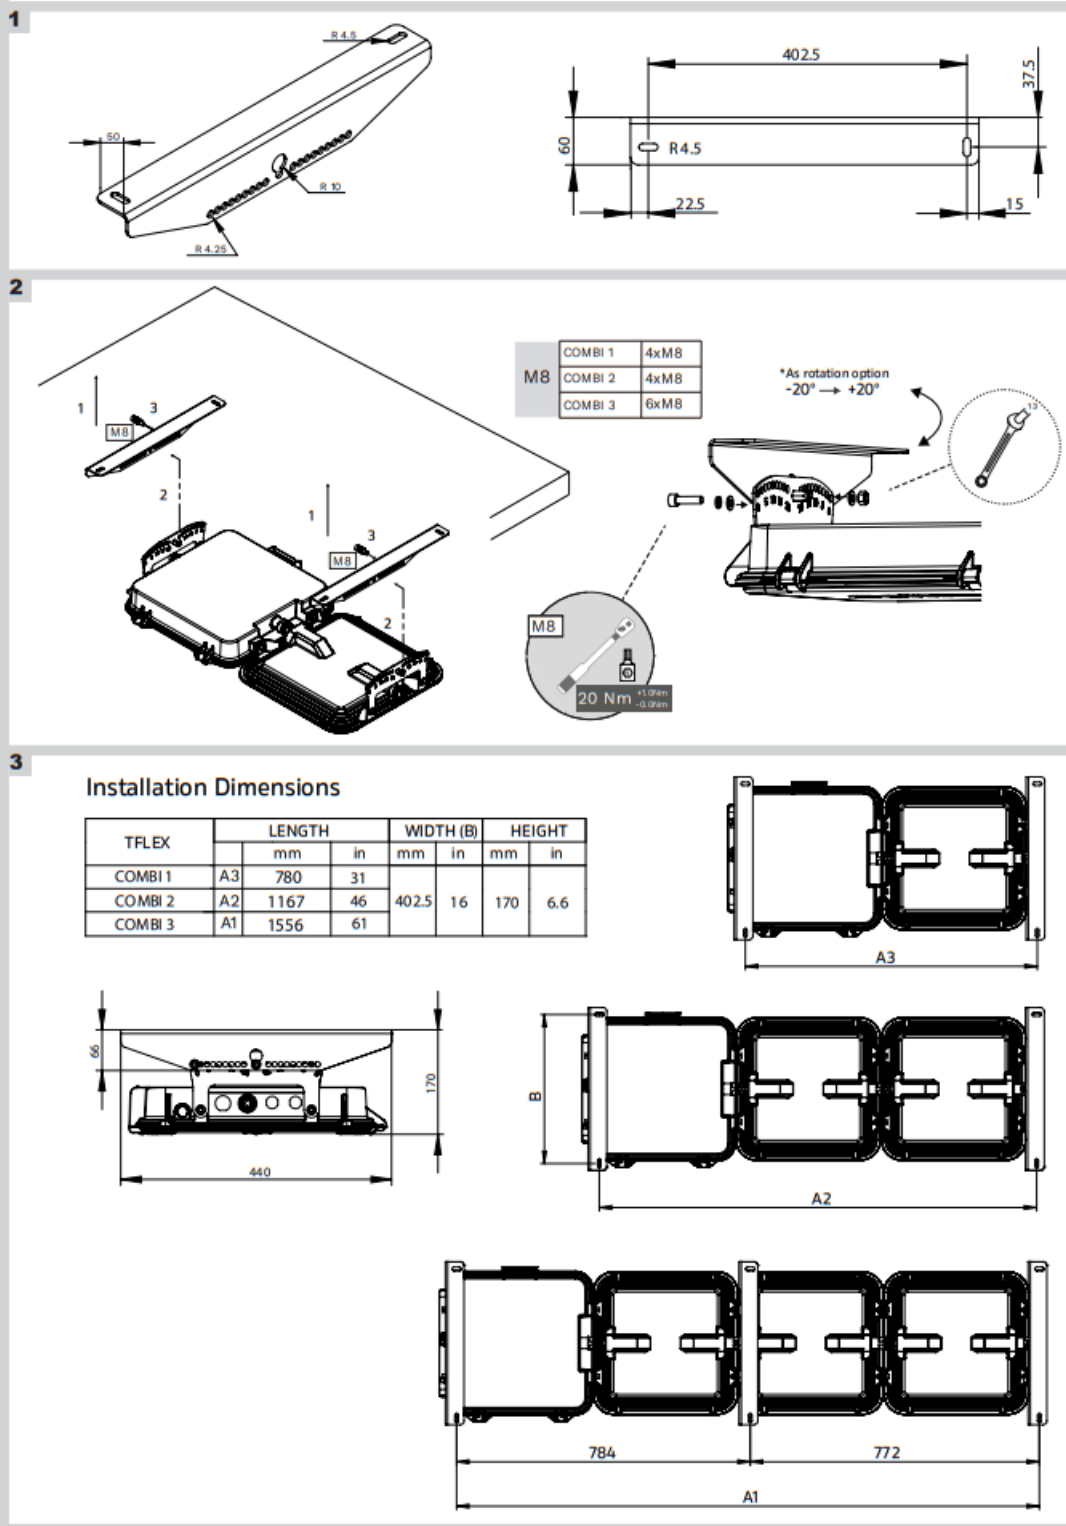 1
R 4.5
50
R 10
R 4.25
402.5
37.5
60
R 4.5
22.5
15
2
1
3
M8
2
1
3
M8
2
M8
COMBI 1 4xM8
COMBI 2 4xM8
COMBI 3 6xM8
*As rotation option
-20° → +20°
13
M8
20 Nm +1.0Nm
-0.0Nm
3
Installation Dimensions
TFLEX LENGTH WIDTH (B) HEIGHT
mm in mm in mm in
COMBI 1 A3 780 31
COMBI 2 A2 1167 46 402.5 16 170 6.6
COMBI 3 A1 1556 61
A3
66
170
440
B
A2
784
772
A1